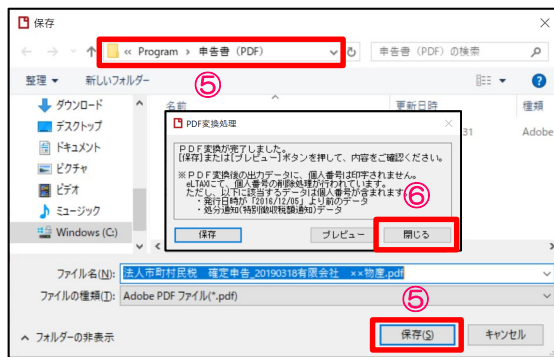 保存
« Program › 申告書（PDF）
申告書（PDF）の検索
整理 ▼ 新しいフォルダー
⑤
ダウンロード
デスクトップ
ドキュメント
ピクチャ
ビデオ
ミュージック
Windows (C:)
名前
更新日時
種類
31
Adobe
PDF変換処理
ＰＤＦ変換が完了しました。
[保存]または[プレビュー]ボタンを押して、内容をご確認ください。
※ＰＤＦ変換後の出力データに、個人番号は印字されません。
eLTAXにて、個人番号の削除処理が行われています。
ただし、以下に該当するデータは個人番号が含まれます。
・発行日時が「2016/12/05」より前のデータ
・処分通知(特別徴収税額通知)データ
⑥
保存
プレビュー
閉じる
ファイル名(N): 法人市町村民税　確定申告_20190318有限会社　××物産.pdf
ファイルの種類(T): Adobe PDF ファイル(*.pdf)
⑤
フォルダーの非表示
保存(S)
キャンセル